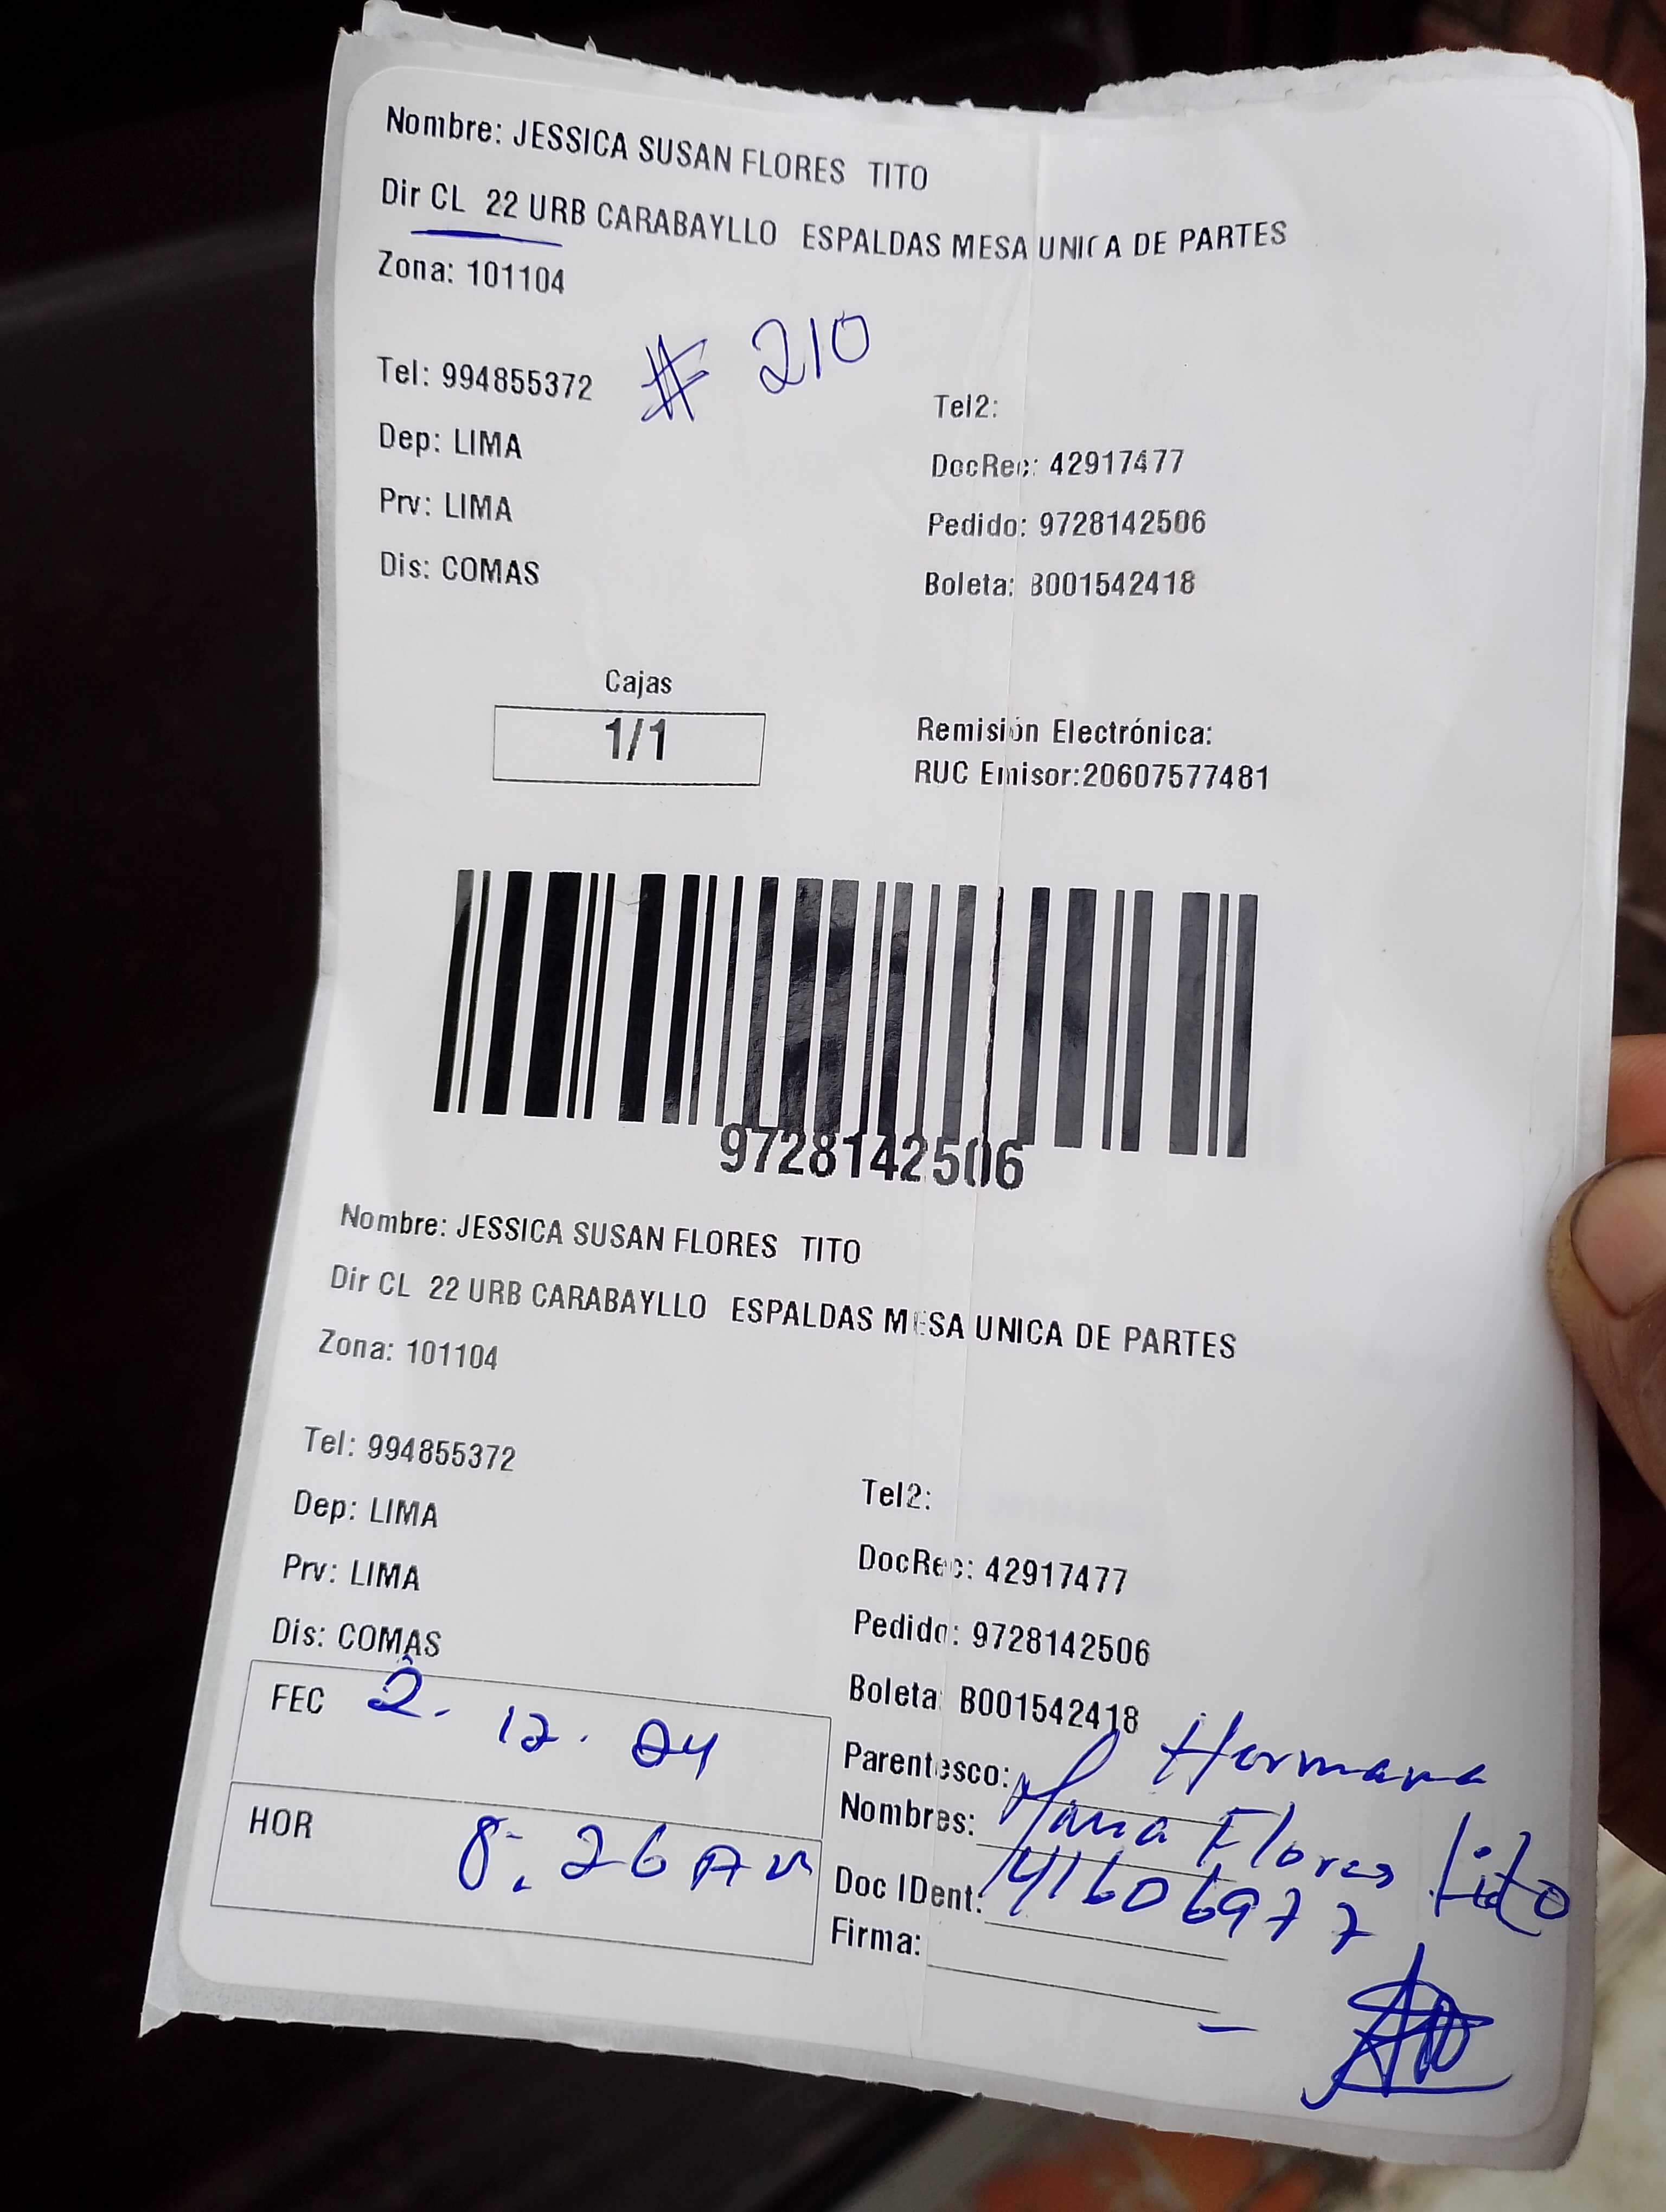 Nombre: JESSICA SUSAN FLORES TITO
Dir CL 22 URB CARABAYLLO ESPALDAS MESA UNICA DE PARTES
Zona: 101104
# 210
Tel: 994855372
Tel2:
Dep: LIMA
DocRec: 42917477
Prv: LIMA
Pedido: 9728142506
Dis: COMAS
Boleta: B001542418
Cajas
1/1
Remisión Electrónica:
RUC Emisor:20607577481
9728142506
Nombre: JESSICA SUSAN FLORES TITO
Dir CL 22 URB CARABAYLLO ESPALDAS MESA UNICA DE PARTES
Zona: 101104
Tel: 994855372
Tel2:
Dep: LIMA
DocRec: 42917477
Prv: LIMA
Pedido: 9728142506
Dis: COMAS
Boleta: B001542418
FEC 2. 12. 24
Parentesco: Hermana
Nombres: Maria Flores Tito
HOR 8:26 AM
Doc IDent: 41606977
Firma: